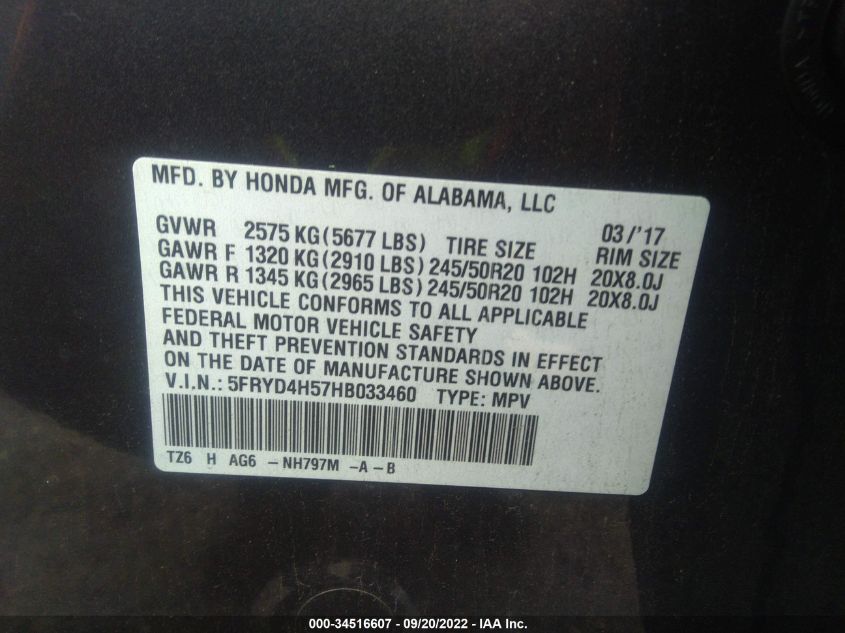 MFD. BY HONDA MFG. OF ALABAMA, LLC
GVWR 2575 KG(5677 LBS) TIRE SIZE 03/'17 RIM SIZE
GAWR F 1320 KG(2910 LBS) 245/50R20 102H 20X8.0J
GAWR R 1345 KG(2965 LBS) 245/50R20 102H 20X8.0J
THIS VEHICLE CONFORMS TO ALL APPLICABLE
FEDERAL MOTOR VEHICLE SAFETY
AND THEFT PREVENTION STANDARDS IN EFFECT
ON THE DATE OF MANUFACTURE SHOWN ABOVE.
V.I.N.: 5FRYD4H57HB033460 TYPE: MPV
TZ6 H AG6 -NH797M -A-B
000-34516607 - 09/20/2022 - IAA Inc.